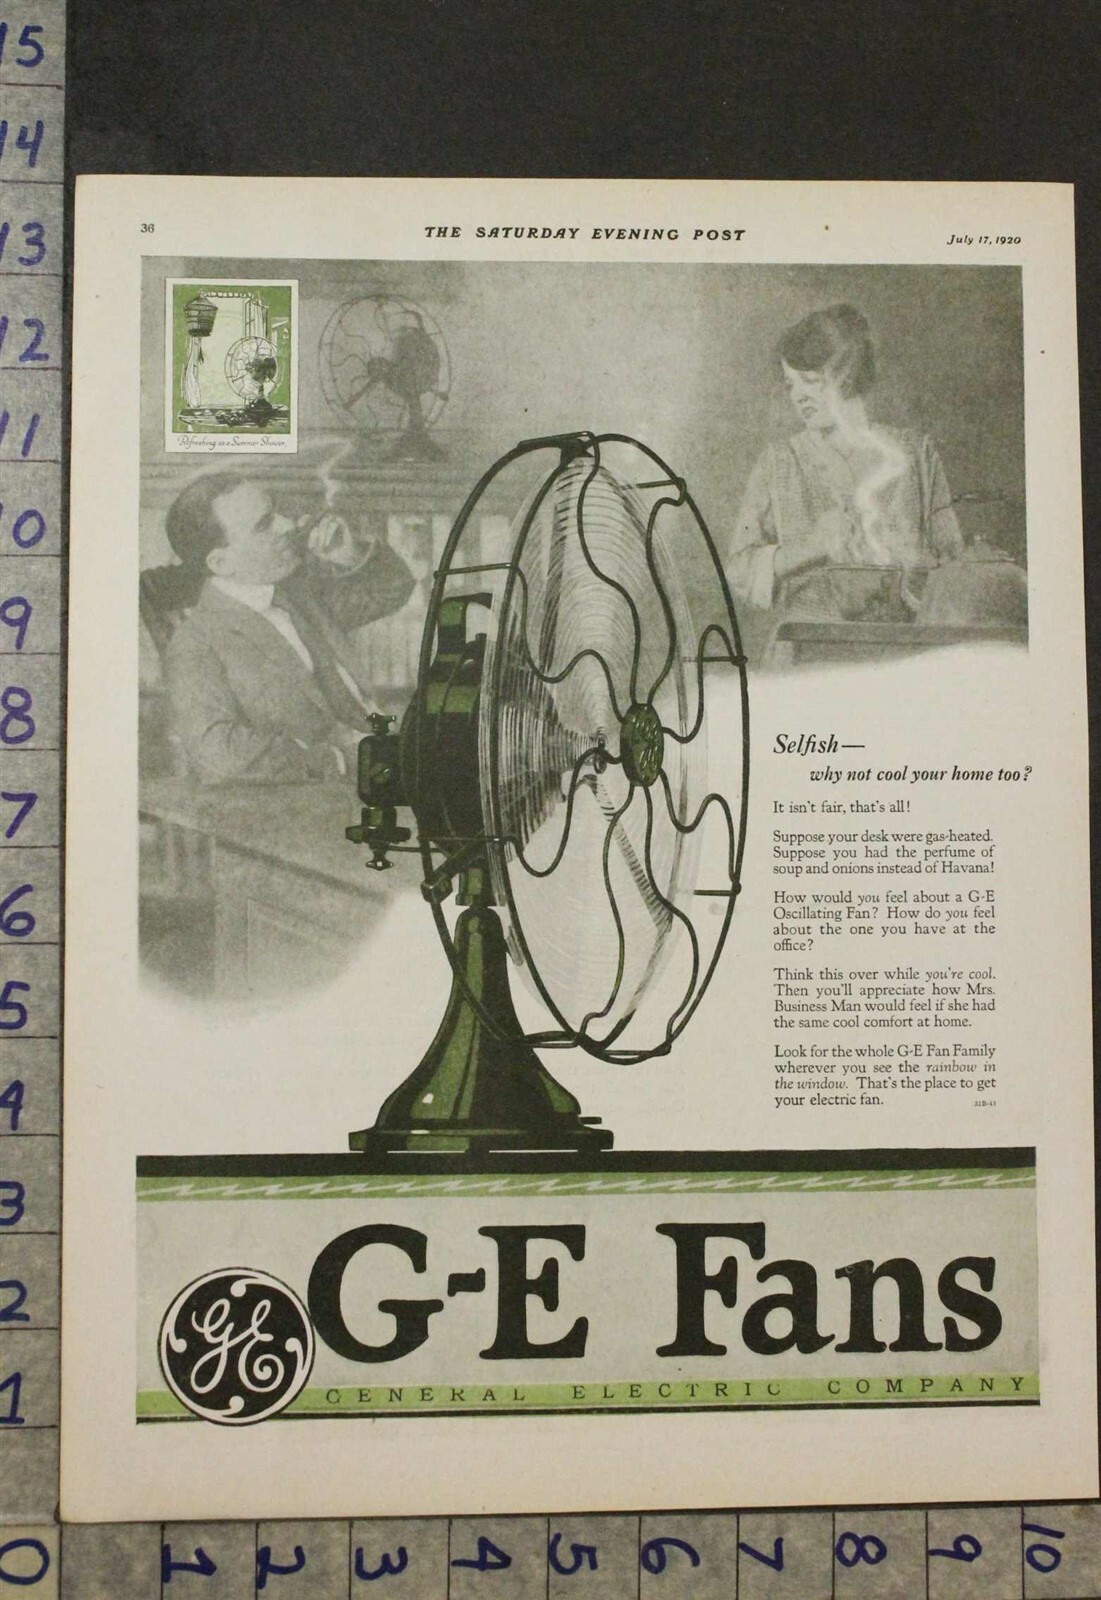 36
THE SATURDAY EVENING POST
July 17, 1920
Refreshing as a Summer Shower.
Selfish—
why not cool your home too?
It isn't fair, that's all!
Suppose your desk were gas-heated.
Suppose you had the perfume of
soup and onions instead of Havana!
How would you feel about a G-E
Oscillating Fan? How do you feel
about the one you have at the
office?
Think this over while you're cool.
Then you'll appreciate how Mrs.
Business Man would feel if she had
the same cool comfort at home.
Look for the whole G-E Fan Family
wherever you see the rainbow in
the window. That's the place to get
your electric fan.
G-E Fans
GE
GENERAL ELECTRIC COMPANY
15
14
13
12
11
10
9
8
7
6
5
4
3
2
1
0
1
2
3
4
5
6
7
8
9
10